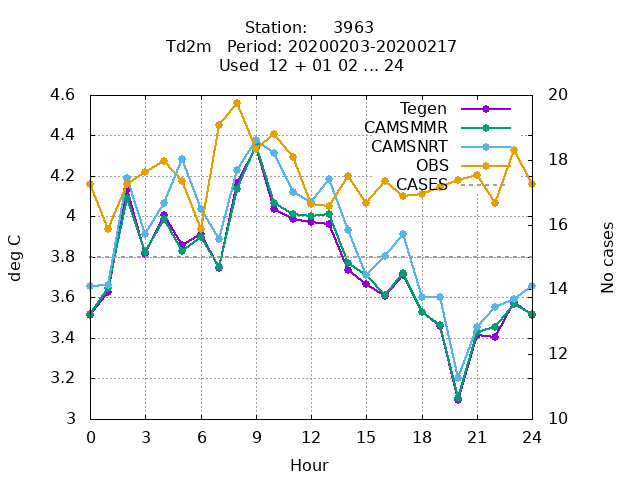 Station:     3963
Td2m   Period: 20200203-20200217
Used  12 + 01 02 ... 24
4.6 20
Tegen
CAMSMMR
4.4
CAMSNRT
18
OBS
4.2
CASES
4 16
deg C
No cases
3.8
3.6 14
3.4
12
3.2
3 10
0 3 6 9 12 15 18 21 24
Hour